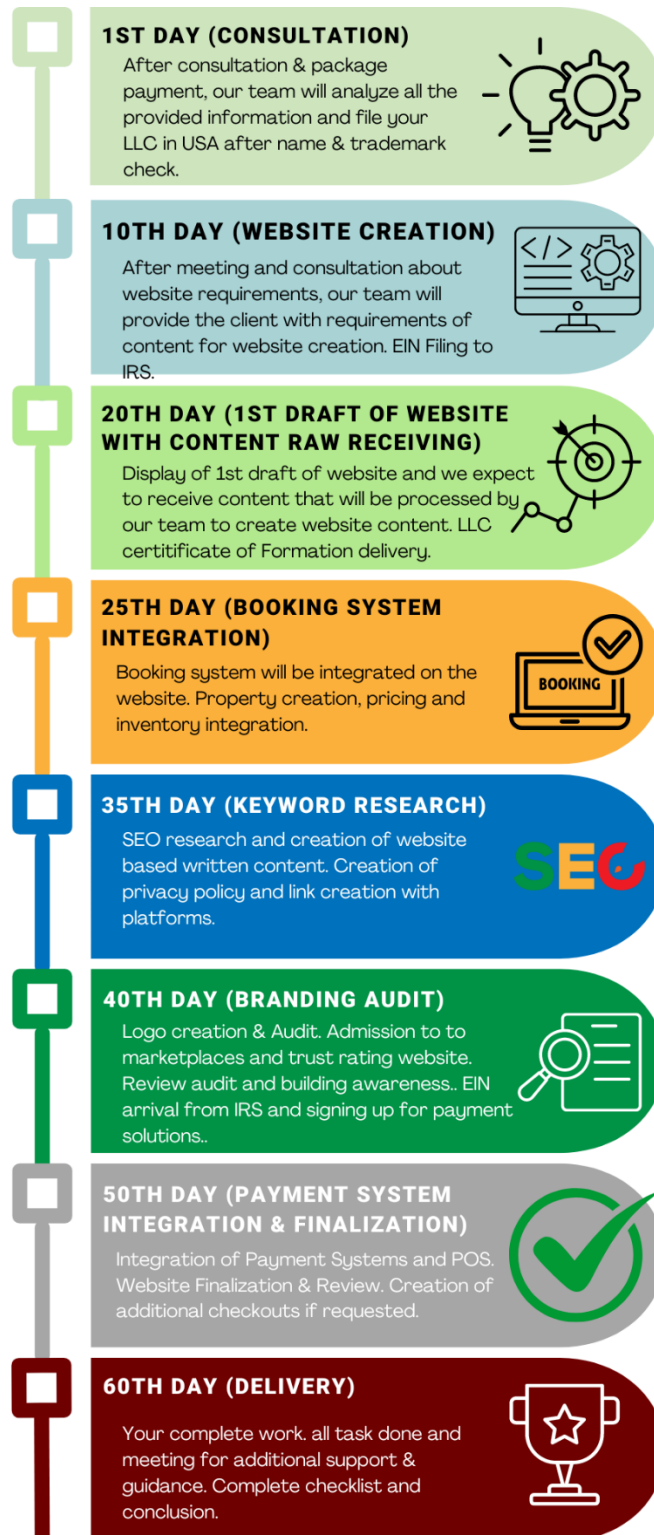 1ST DAY (CONSULTATION)
After consultation & package
payment, our team will analyze all the
provided information and file your
LLC in USA after name & trademark
check.
10TH DAY (WEBSITE CREATION)
</>
After meeting and consultation about
website requirements, our team will
provide the client with requirements of
content for website creation. EIN Filing to
IRS.
20TH DAY (1ST DRAFT OF WEBSITE
WITH CONTENT RAW RECEIVING)
Display of 1st draft of website and we expect
to receive content that will be processed by
our team to create website content. LLC
certitificate of Formation delivery.
25TH DAY (BOOKING SYSTEM
INTEGRATION)
Booking system will be integrated on the
website. Property creation, pricing and
inventory integration.
BOOKING
35TH DAY (KEYWORD RESEARCH)
SEO research and creation of website
based written content. Creation of
privacy policy and link creation with
platforms.
SEO
40TH DAY (BRANDING AUDIT)
Logo creation & Audit. Admission to to
marketplaces and trust rating website.
Review audit and building awareness.. EIN
arrival from IRS and signing up for payment
solutions..
50TH DAY (PAYMENT SYSTEM
INTEGRATION & FINALIZATION)
Integration of Payment Systems and POS.
Website Finalization & Review. Creation of
additional checkouts if requested.
60TH DAY (DELIVERY)
Your complete work. all task done and
meeting for additional support &
guidance. Complete checklist and
conclusion.